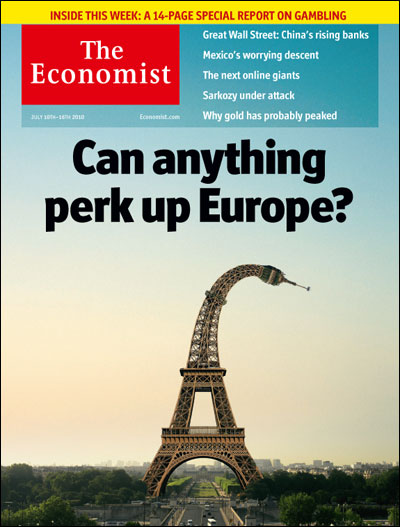 INSIDE THIS WEEK: A 14-PAGE SPECIAL REPORT ON GAMBLING
The
Economist
JULY 10TH–16TH 2010
Economist.com
Great Wall Street: China's rising banks
Mexico's worrying descent
The next online giants
Sarkozy under attack
Why gold has probably peaked
Can anything
perk up Europe?